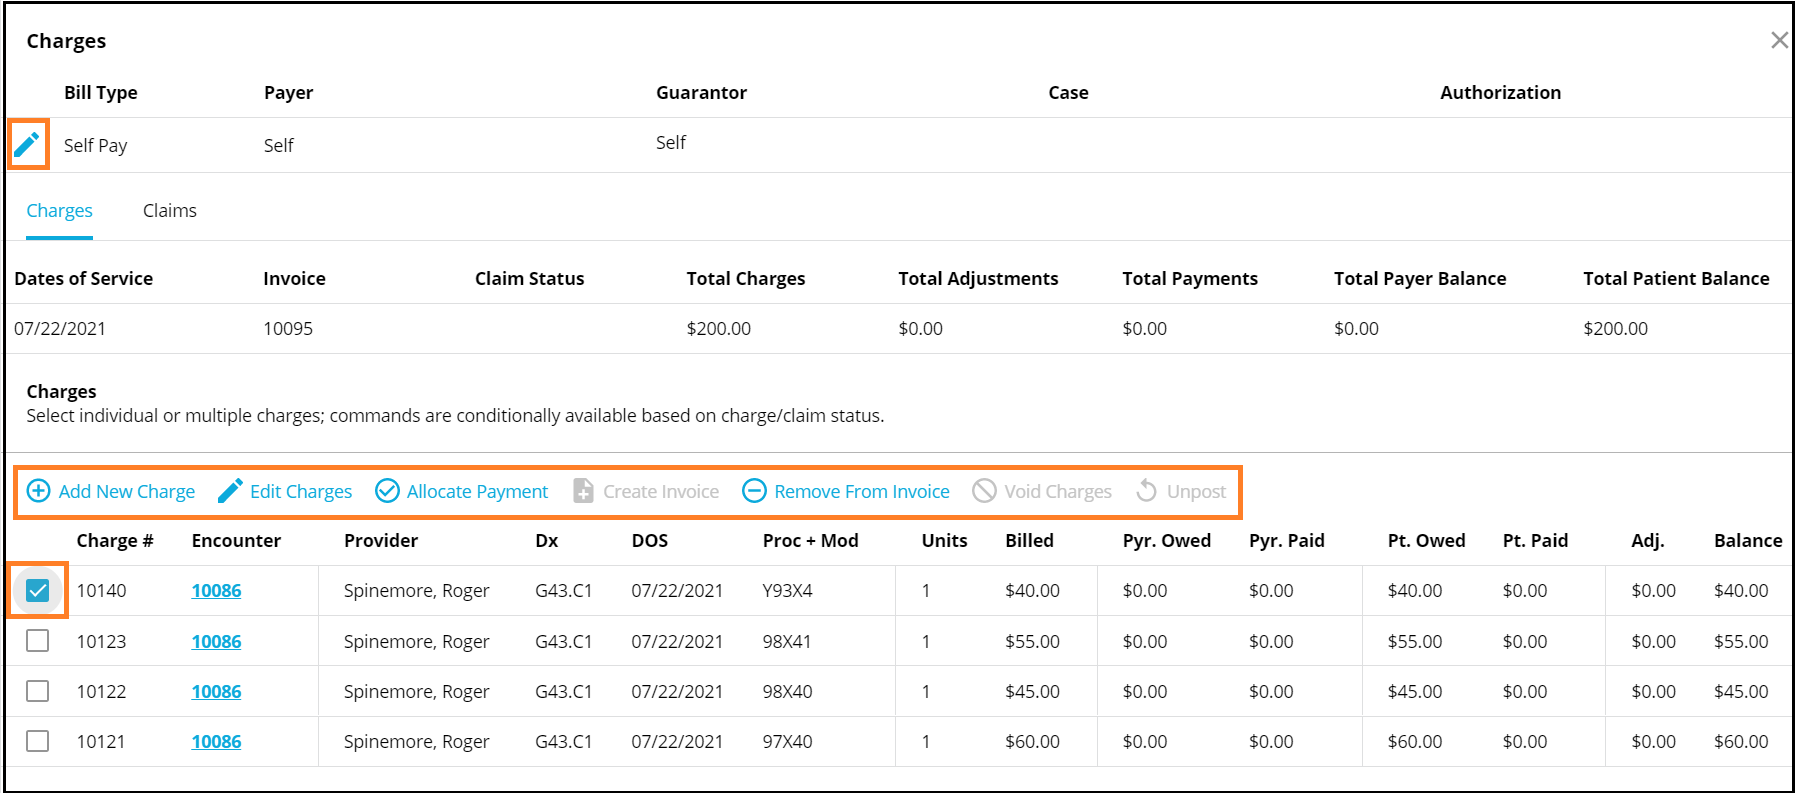 Charges
Bill Type Payer Guarantor Case Authorization
Self Pay Self Self
Charges Claims
Dates of Service Invoice Claim Status Total Charges Total Adjustments Total Payments Total Payer Balance Total Patient Balance
07/22/2021 10095 $200.00 $0.00 $0.00 $0.00 $200.00
Charges
Select individual or multiple charges; commands are conditionally available based on charge/claim status.
Add New Charge Edit Charges Allocate Payment Create Invoice Remove From Invoice Void Charges Unpost
Charge # Encounter Provider Dx DOS Proc + Mod Units Billed Pyr. Owed Pyr. Paid Pt. Owed Pt. Paid Adj. Balance
10140 10086 Spinemore, Roger G43.C1 07/22/2021 Y93X4 1 $40.00 $0.00 $0.00 $40.00 $0.00 $0.00 $40.00
10123 10086 Spinemore, Roger G43.C1 07/22/2021 98X41 1 $55.00 $0.00 $0.00 $55.00 $0.00 $0.00 $55.00
10122 10086 Spinemore, Roger G43.C1 07/22/2021 98X40 1 $45.00 $0.00 $0.00 $45.00 $0.00 $0.00 $45.00
10121 10086 Spinemore, Roger G43.C1 07/22/2021 97X40 1 $60.00 $0.00 $0.00 $60.00 $0.00 $0.00 $60.00